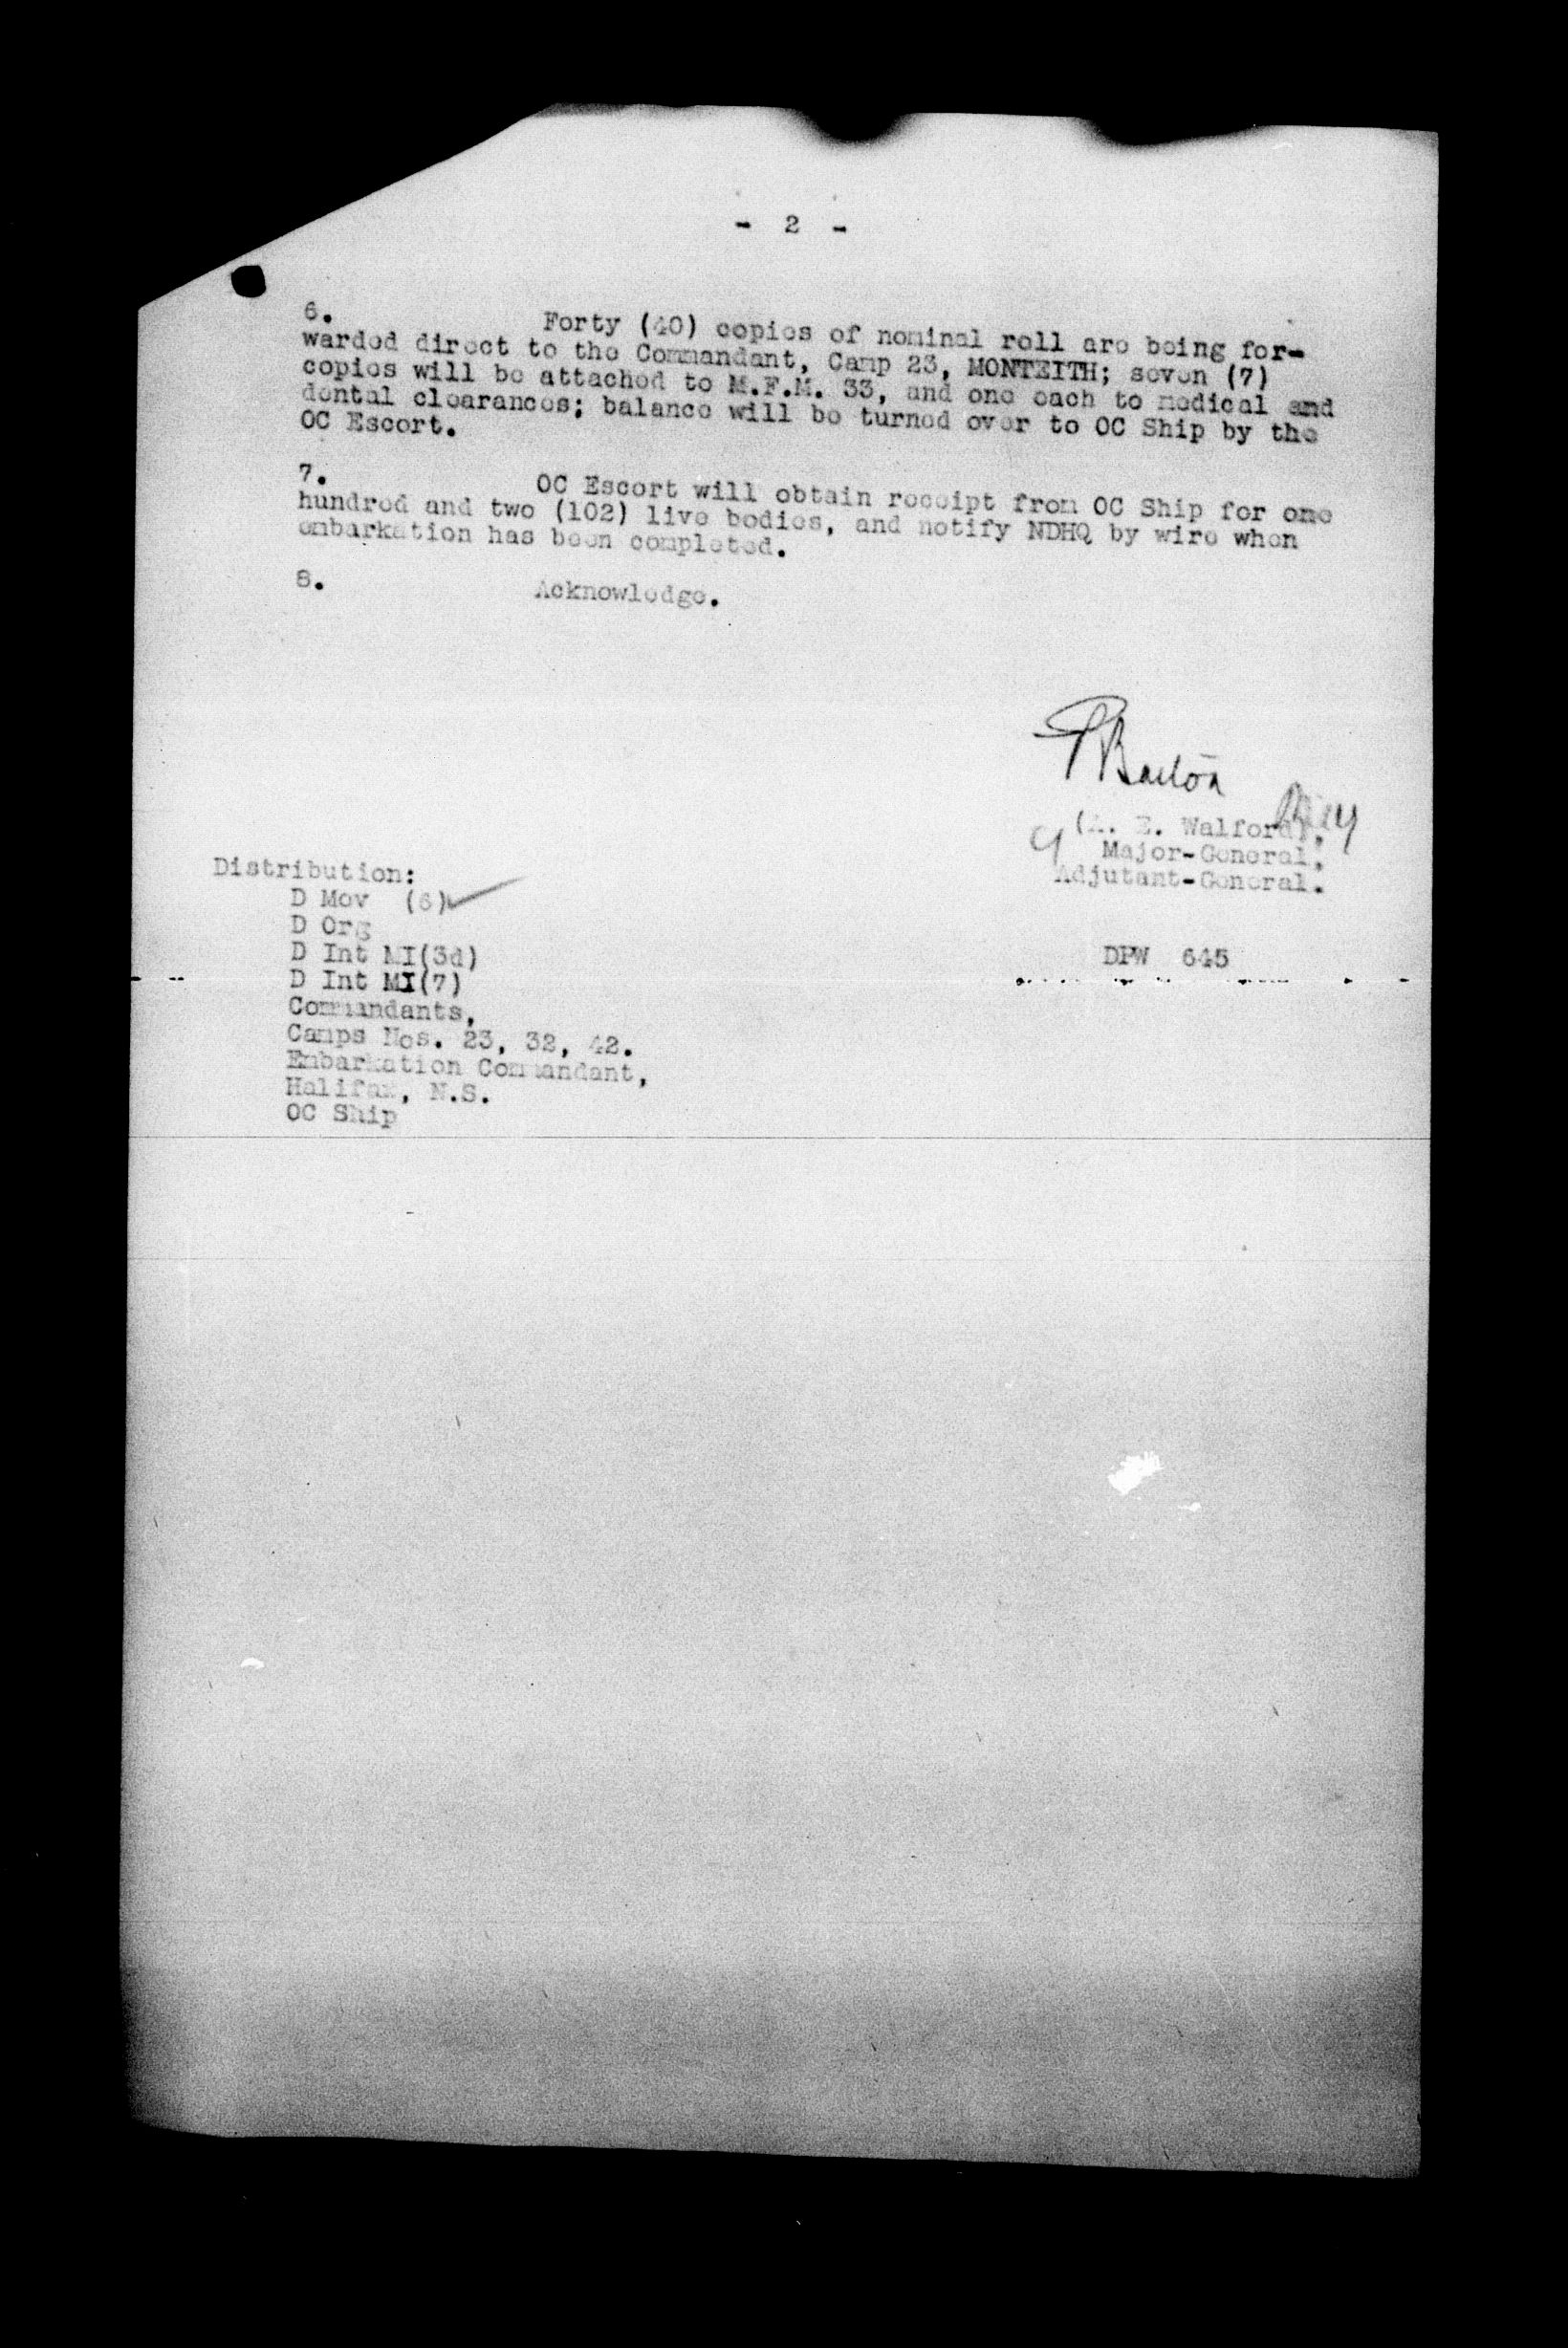 - 2 -
6. Forty (40) copies of nominal roll are being for-
warded direct to the Commandant, Camp 23, MONTEITH; seven (7)
copies will be attached to M.F.M. 33, and one each to medical and
dental clearances; balance will be turned over to OC Ship by the
OC Escort.
7. OC Escort will obtain receipt from OC Ship for one
hundred and two (102) live bodies, and notify NDHQ by wire when
embarkation has been completed.
8. Acknowledge.
(A. E. Walford),
Major-General,
Adjutant-General.
Distribution:
D Mov (6)
D Org
D Int MI(3d)
D Int MI(7)
Commandants,
Camps Nos. 23, 32, 42.
Embarkation Commandant,
Halifax, N.S.
OC Ship
DPW 645